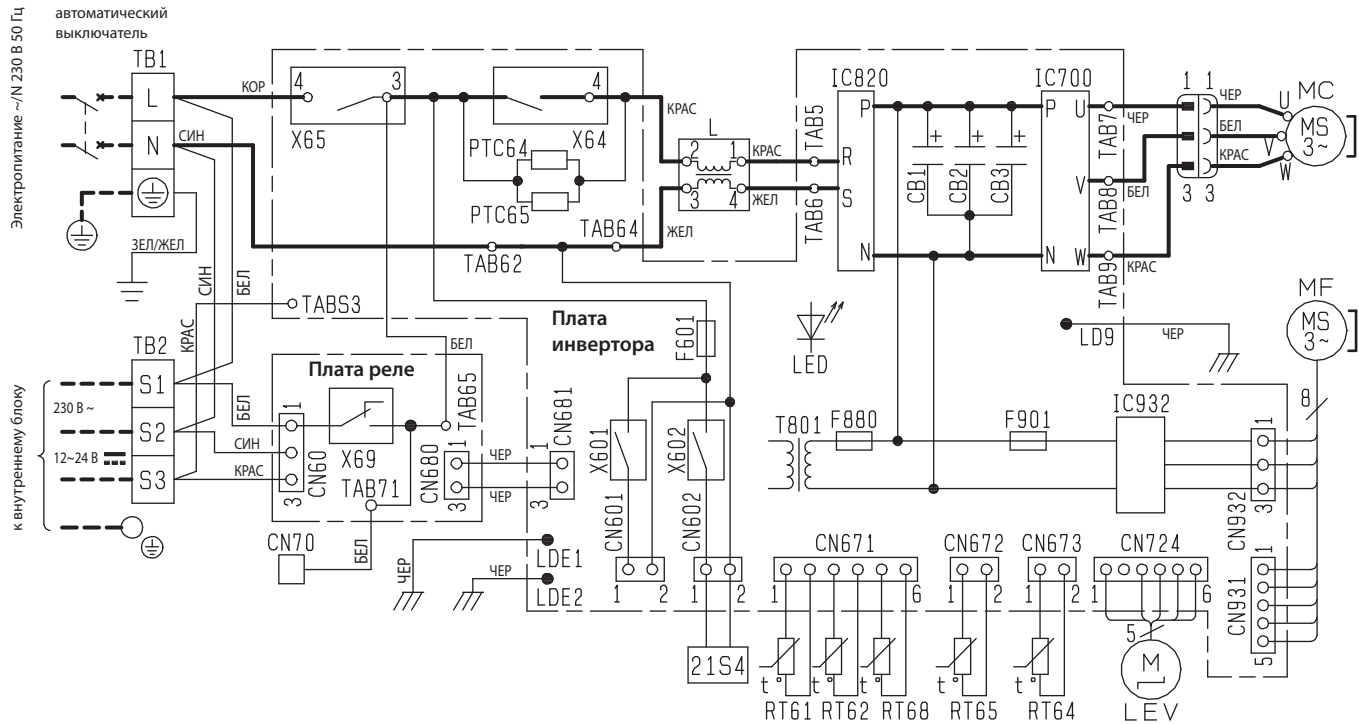 Электропитание ~/N 230 В 50 Гц
автоматический
выключатель
TB1
L
N
КОР
СИН
ЗЕЛ/ЖЕЛ
СИН
БЕЛ
КРАС
4
3
X65
4
X64
PTC64
PTC65
TAB62
TAB64
КРАС
ЖЕЛ
L
2
1
3
4
КРАС
ЖЕЛ
TAB5
TAB6
IC820
P
R
S
N
+
+
+
CB1
CB2
CB3
IC700
P
U
V
N
W
TAB7
TAB8
TAB9
ЧЕР
БЕЛ
КРАС
1
1
3
3
ЧЕР
БЕЛ
КРАС
U
V
W
MC
MS
3~
MF
MS
3~
8
TABS3
Плата
инвертора
F601
LED
LD9
ЧЕР
TB2
S1
S2
S3
к внутреннему блоку
230 В ~
12~24 В
БЕЛ
СИН
КРАС
Плата реле
1
3
CN60
X69
TAB71
TAB65
БЕЛ
CN680
1
3
ЧЕР
ЧЕР
CN681
1
3
CN70
БЕЛ
ЧЕР
ЧЕР
LDE1
LDE2
X601
X602
CN601
CN602
1
2
1
2
21S4
T801
F880
F901
IC932
CN932
1
3
CN931
1
5
CN671
1
6
CN672
1
2
CN673
1
2
CN724
1
6
5
t°
t°
t°
t°
RT61
RT62
RT68
RT65
RT64
M
LEV